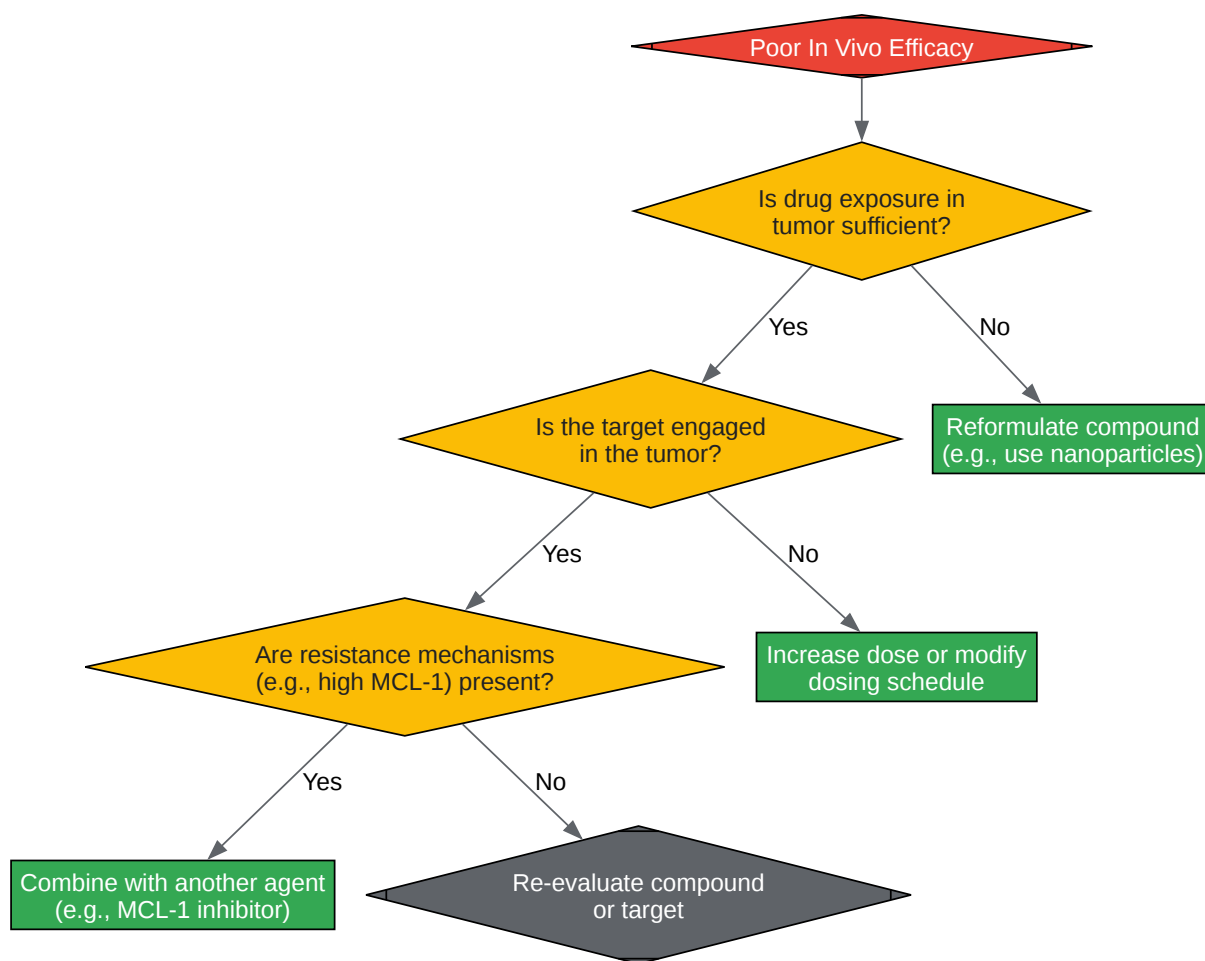 Poor In Vivo Efficacy
Is drug exposure in
tumor sufficient?
Yes
No
Is the target engaged
in the tumor?
Reformulate compound
(e.g., use nanoparticles)
Yes
No
Are resistance mechanisms
(e.g., high MCL-1) present?
Increase dose or modify
dosing schedule
Yes
No
Combine with another agent
(e.g., MCL-1 inhibitor)
Re-evaluate compound
or target